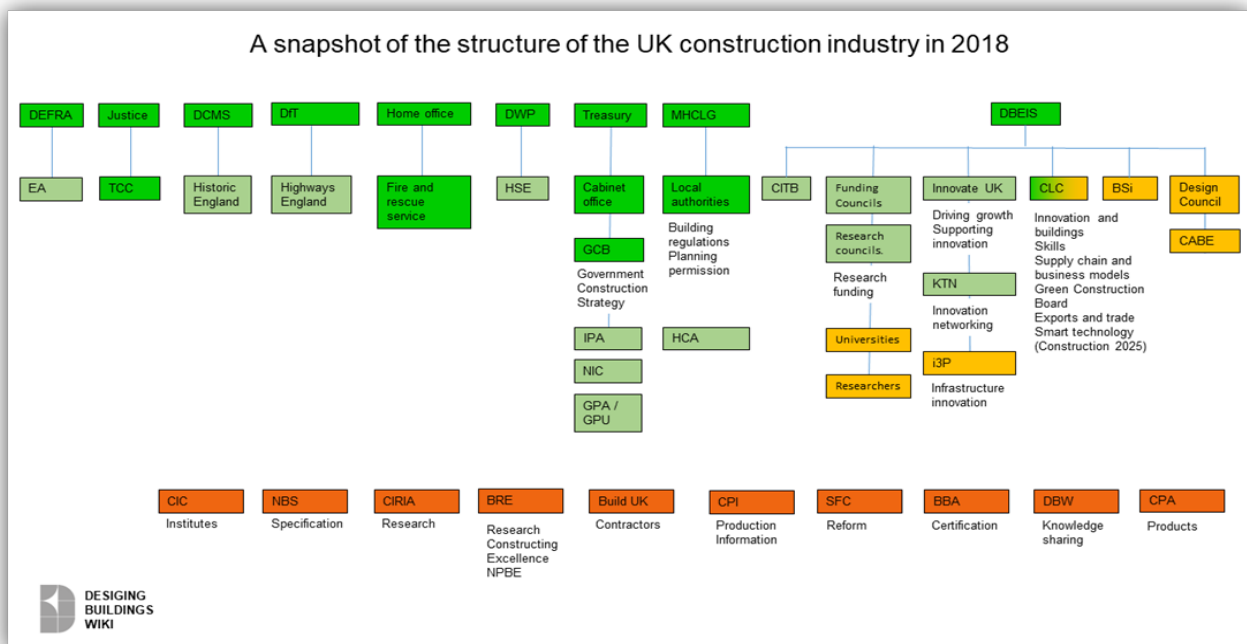 A snapshot of the structure of the UK construction industry in 2018
DEFRA
Justice
DCMS
DfT
Home office
DWP
Treasury
MHCLG
DBEIS
EA
TCC
Historic
England
Highways
England
Fire and
rescue
service
HSE
Cabinet
office
Local
authorities
CITB
Funding
Councils
Innovate UK
CLC
BSi
Design
Council
GCB
Government
Construction
Strategy
Building
regulations
Planning
permission
Research
councils.
Research
funding
Driving growth
Supporting
innovation
KTN
Innovation
networking
Innovation and
buildings
Skills
Supply chain and
business models
Green Construction
Board
Exports and trade
Smart technology
(Construction 2025)
CABE
IPA
NIC
GPA /
GPU
HCA
Universities
Researchers
i3P
Infrastructure
innovation
CIC
Institutes
NBS
Specification
CIRIA
Research
BRE
Research
Constructing
Excellence
NPBE
Build UK
Contractors
CPI
Production
Information
SFC
Reform
BBA
Certification
DBW
Knowledge
sharing
CPA
Products
DESIGING
BUILDINGS
WIKI